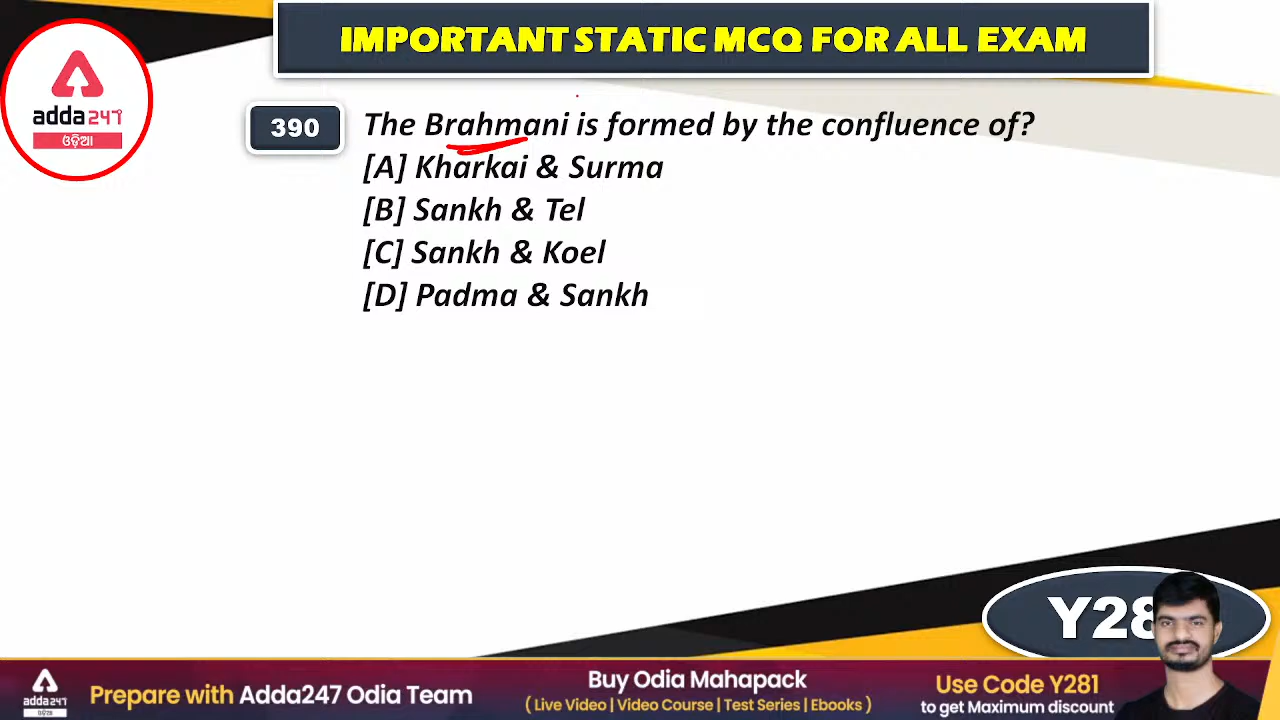 IMPORTANT STATIC MCQ FOR ALL EXAM
adda247
ଓଡ଼ିଆ
390
The Brahmani is formed by the confluence of?
[A] Kharkai & Surma
[B] Sankh & Tel
[C] Sankh & Koel
[D] Padma & Sankh
Y28
adda247
ଓଡ଼ିଆ
Prepare with Adda247 Odia Team
Buy Odia Mahapack
( Live Video | Video Course | Test Series | Ebooks )
Use Code Y281
to get Maximum discount